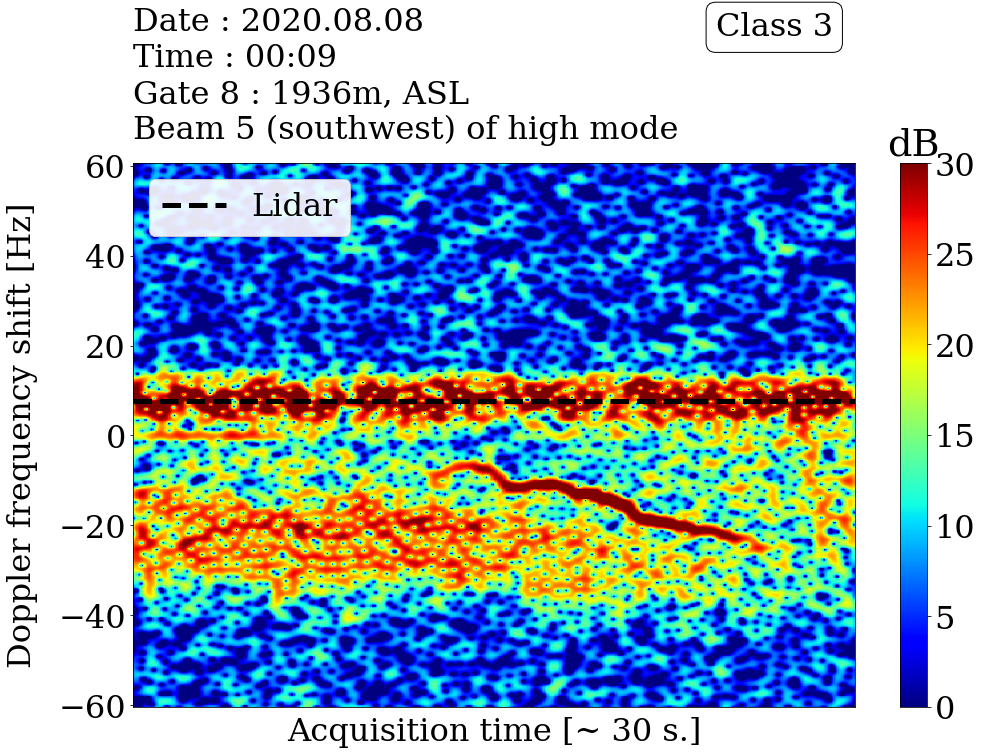 Date : 2020.08.08
Time : 00:09
Gate 8 : 1936m, ASL
Beam 5 (southwest) of high mode
Class 3
dB
Lidar
Doppler frequency shift [Hz]
60
40
20
0
−20
−40
−60
30
25
20
15
10
5
0
Acquisition time [~ 30 s.]